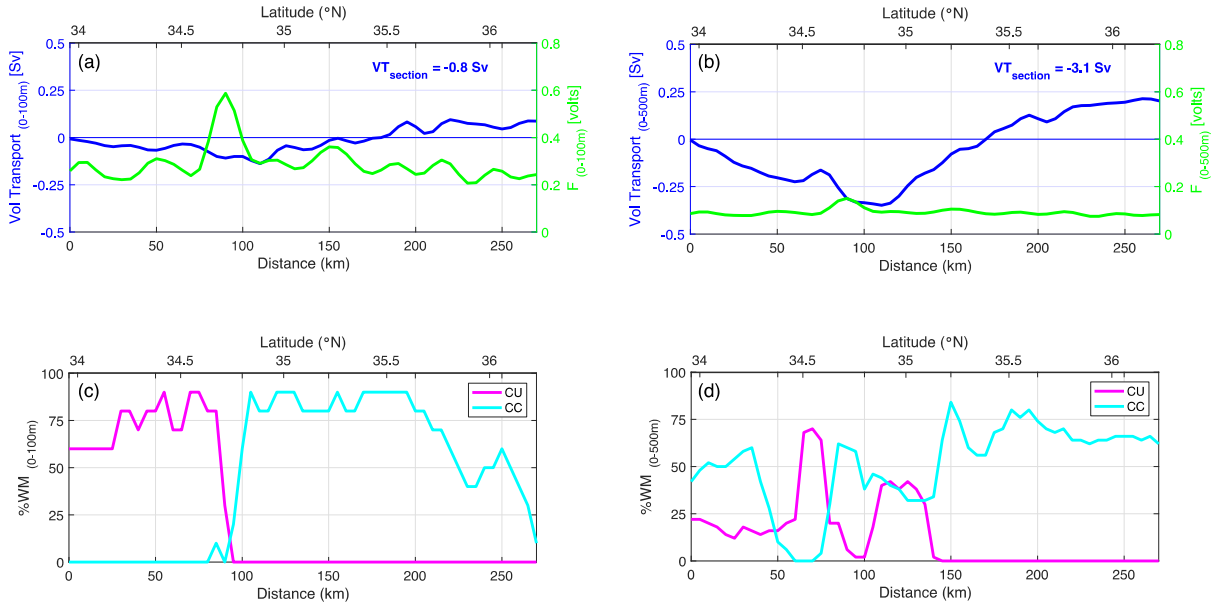 Latitude (°N)
34 34.5 35 35.5 36
0.5 0.25 0 -0.25 -0.5
Vol Transport (0-100m) [Sv]
(a)
VTsection = -0.8 Sv
0.8 0.6 0.4 0.2 0
F (0-100m) [volts]
0 50 100 150 200 250
Distance (km)
Latitude (°N)
34 34.5 35 35.5 36
0.5 0.25 0 -0.25 -0.5
Vol Transport (0-500m) [Sv]
(b)
VTsection = -3.1 Sv
0.8 0.6 0.4 0.2 0
F (0-500m) [volts]
0 50 100 150 200 250
Distance (km)
Latitude (°N)
34 34.5 35 35.5 36
100 75 50 25 0
%WM (0-100m)
(c)
CU
CC
0 50 100 150 200 250
Distance (km)
Latitude (°N)
34 34.5 35 35.5 36
100 75 50 25 0
%WM (0-500m)
(d)
CU
CC
0 50 100 150 200 250
Distance (km)